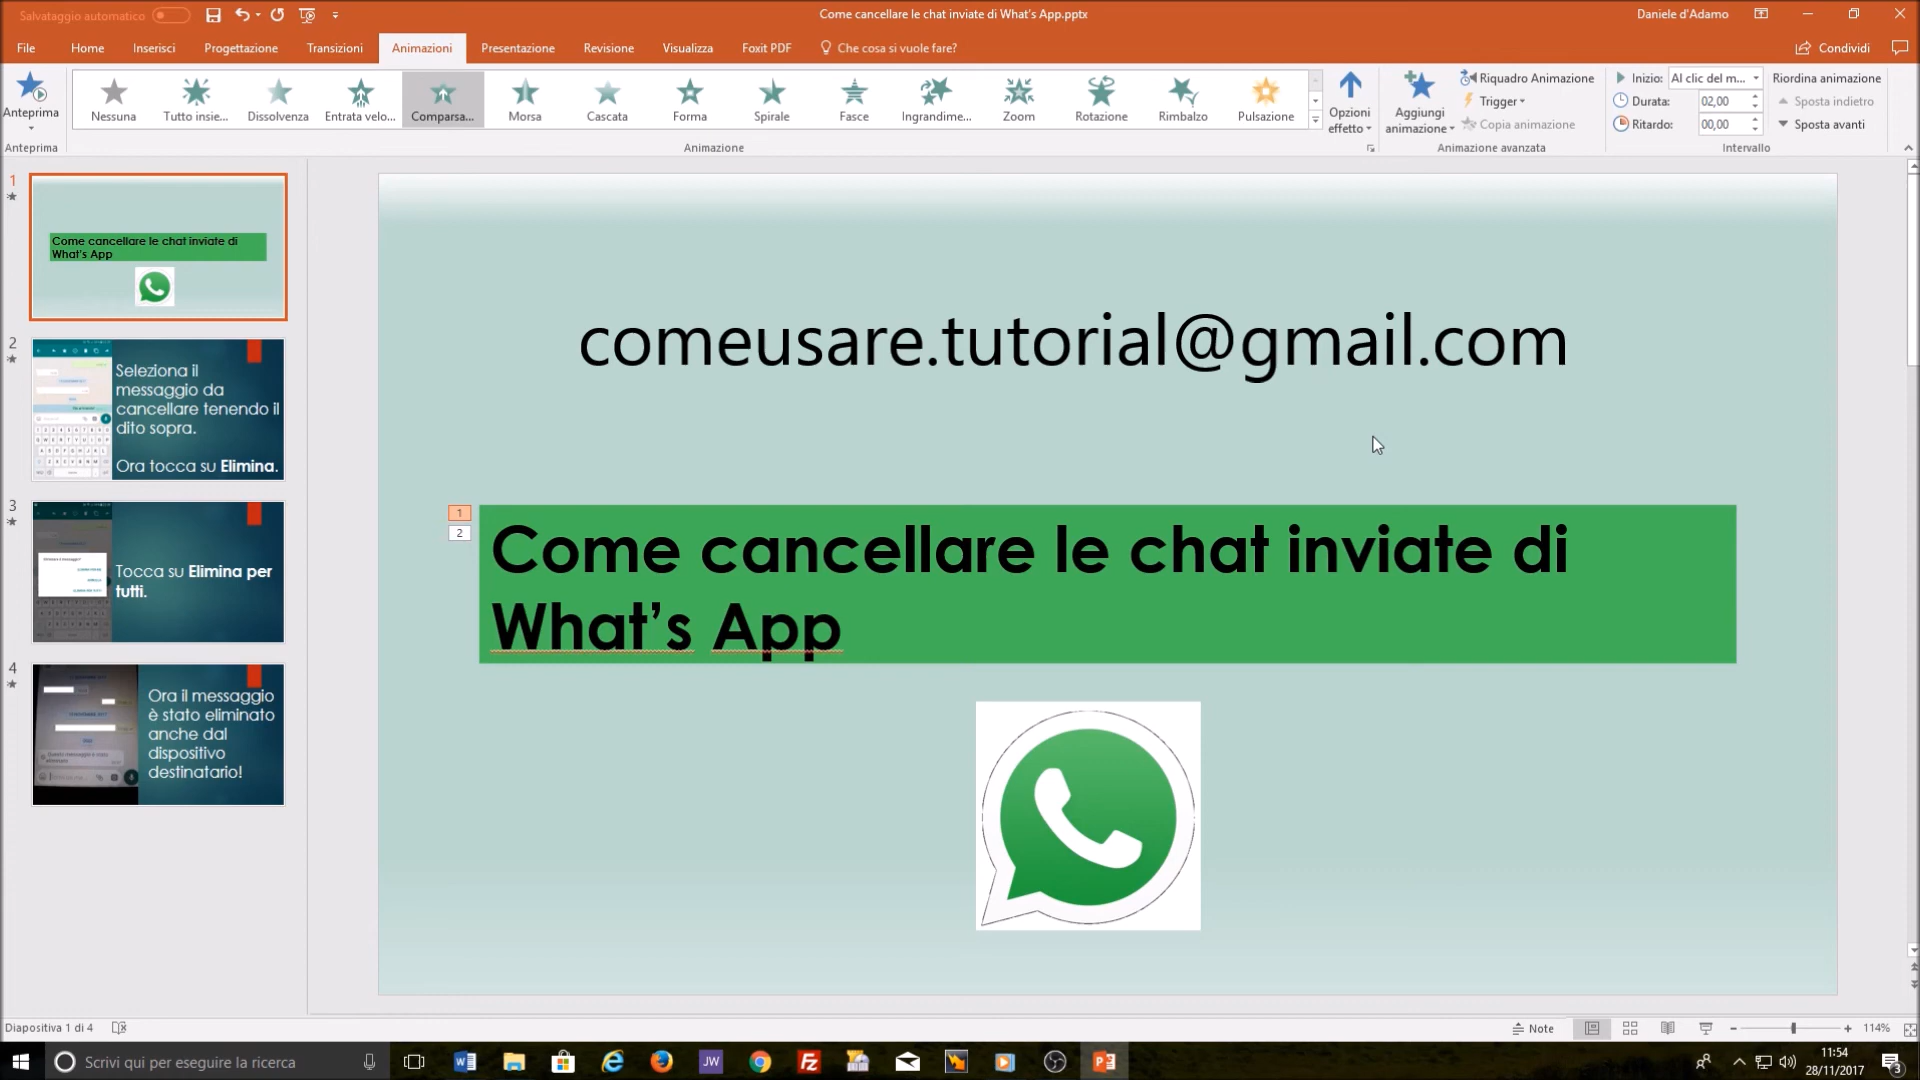 Salvataggio automatico
Come cancellare le chat inviate di What's App.pptx
Daniele d'Adamo
File Home Inserisci Progettazione Transizioni Animazioni Presentazione Revisione Visualizza Foxit PDF Che cosa si vuole fare? Condividi
Anteprima
Nessuna Tutto insie... Dissolvenza Entrata velo... Comparsa... Morsa Cascata Forma Spirale Fasce Ingrandime... Zoom Rotazione Rimbalzo Pulsazione
Opzioni effetto
Aggiungi animazione
Riquadro Animazione
Trigger
Copia animazione
Inizio: Al clic del m...
Durata: 02,00
Ritardo: 00,00
Riordina animazione
Sposta indietro
Sposta avanti
Anteprima Animazione Animazione avanzata Intervallo
1
Come cancellare le chat inviate di
What's App
2
Seleziona il
messaggio da
cancellare tenendo il
dito sopra.
Ora tocca su Elimina.
3
Tocca su Elimina per
tutti.
4
Ora il messaggio
è stato eliminato
anche dal
dispositivo
destinatario!
comeusare.tutorial@gmail.com
1
2
Come cancellare le chat inviate di
What's App
Diapositiva 1 di 4
Note
114%
Scrivi qui per eseguire la ricerca
JW
11:54
28/11/2017
3